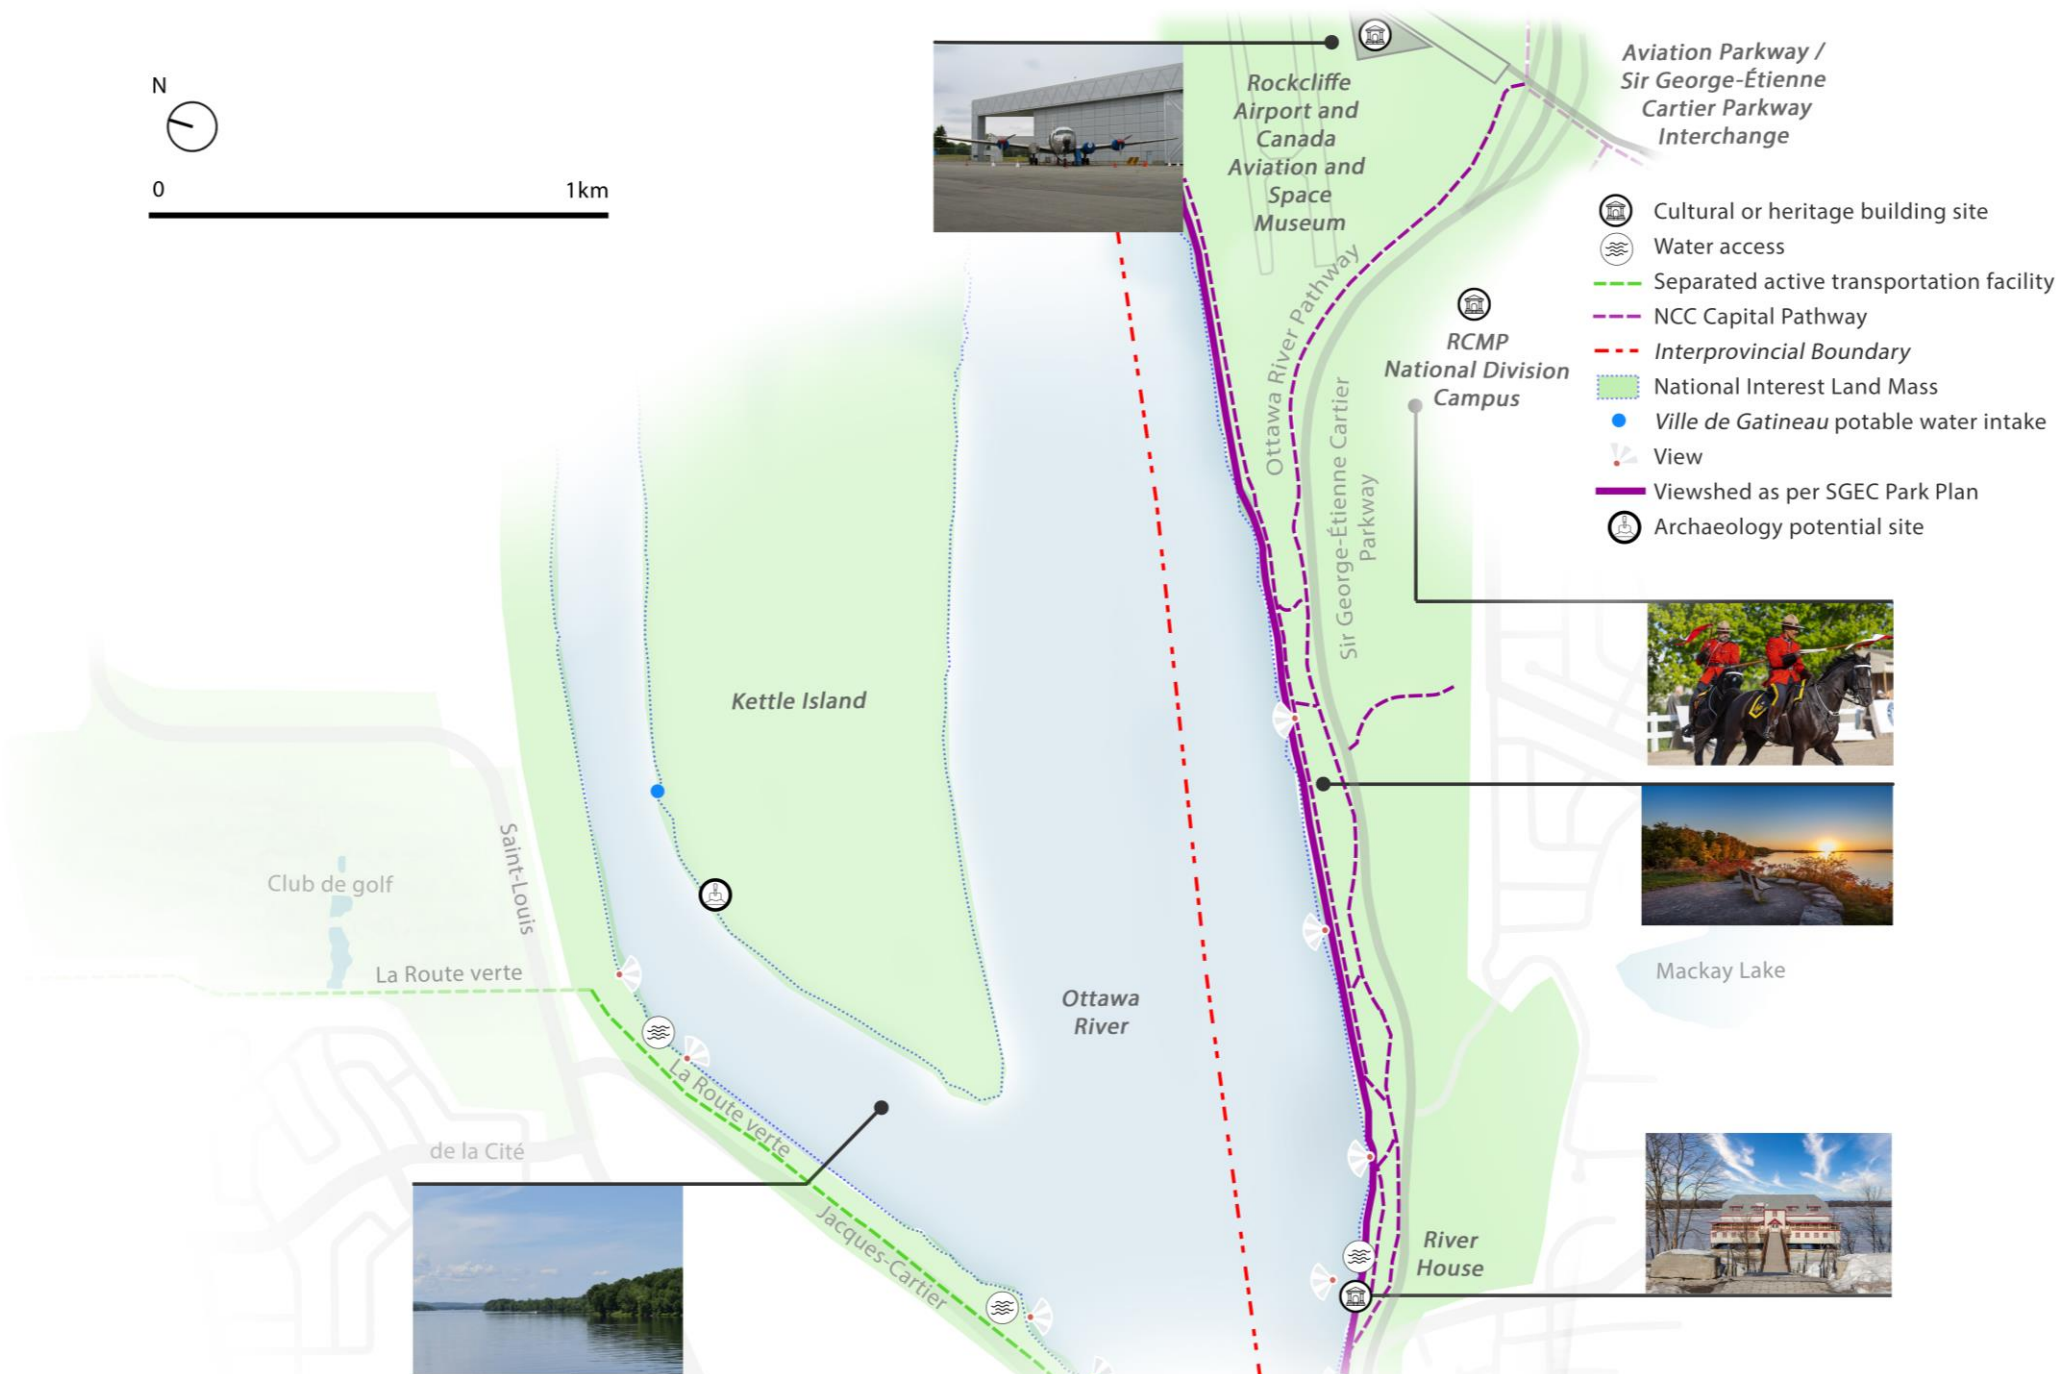 N
0
1km
Rockcliffe
Airport and
Canada
Aviation and
Space
Museum
Aviation Parkway /
Sir George-Étienne
Cartier Parkway
Interchange
Cultural or heritage building site
Water access
Separated active transportation facility
NCC Capital Pathway
Interprovincial Boundary
National Interest Land Mass
Ville de Gatineau potable water intake
View
Viewshed as per SGEC Park Plan
Archaeology potential site
Ottawa River Pathway
RCMP
National Division
Campus
Sir George-Étienne Cartier
Parkway
Kettle Island
Saint-Louis
Club de golf
La Route verte
Ottawa
River
Mackay Lake
La Route verte
de la Cité
Jacques-Cartier
River
House